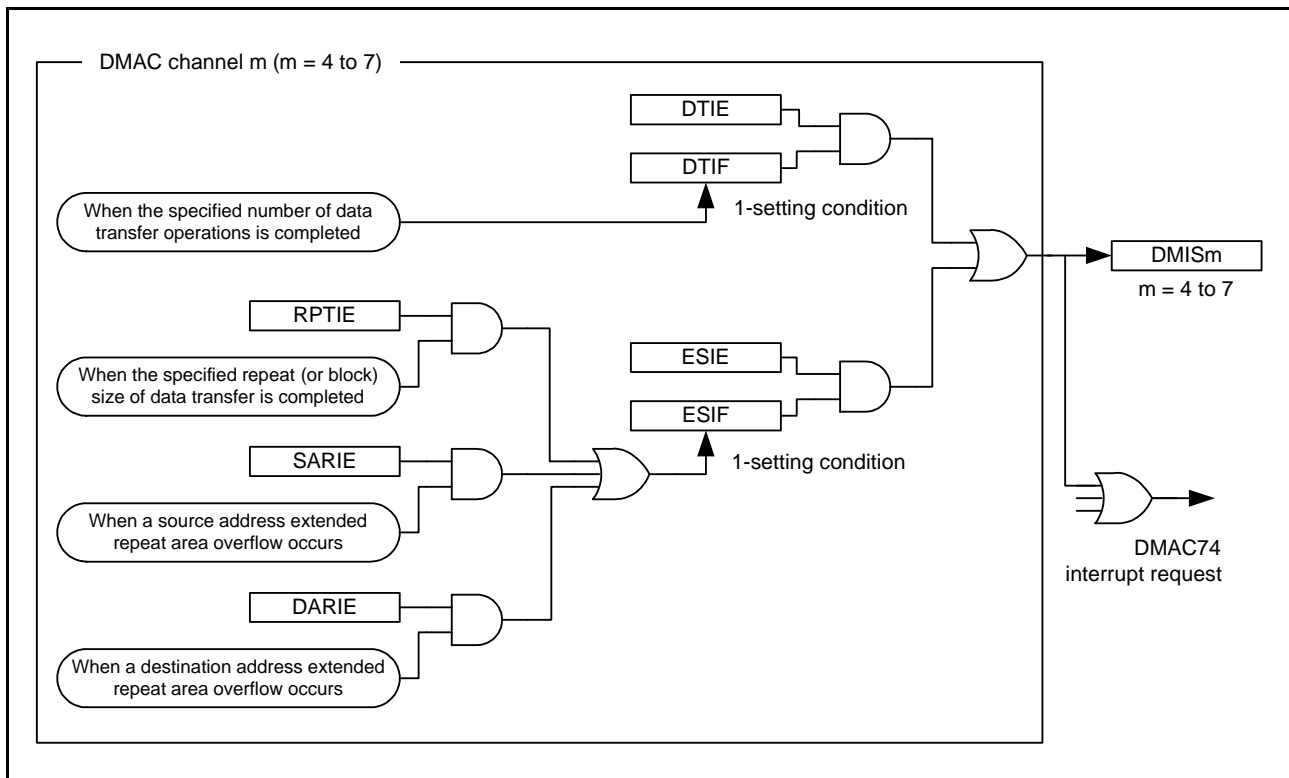 DMAC channel m (m = 4 to 7)
DTIE
DTIF
1-setting condition
When the specified number of data
transfer operations is completed
DMISm
m = 4 to 7
RPTIE
When the specified repeat (or block)
size of data transfer is completed
ESIE
ESIF
1-setting condition
SARIE
When a source address extended
repeat area overflow occurs
DMAC74
interrupt request
DARIE
When a destination address extended
repeat area overflow occurs